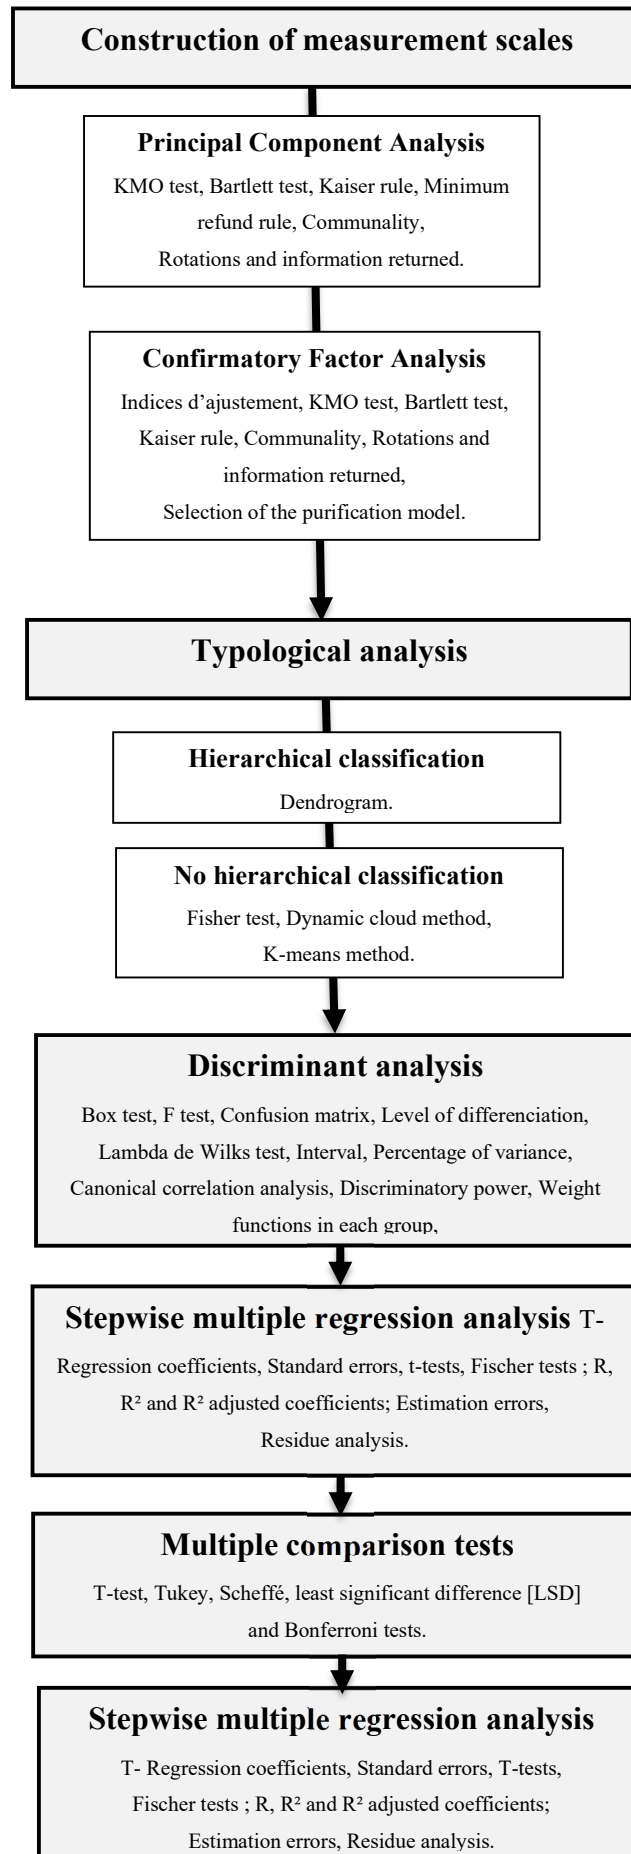 Construction of measurement scales
Principal Component Analysis
KMO test, Bartlett test, Kaiser rule, Minimum
refund rule, Communality,
Rotations and information returned.
Confirmatory Factor Analysis
Indices d'ajustement, KMO test, Bartlett test,
Kaiser rule, Communality, Rotations and
information returned,
Selection of the purification model.
Typological analysis
Hierarchical classification
Dendrogram.
No hierarchical classification
Fisher test, Dynamic cloud method,
K-means method.
Discriminant analysis
Box test, F test, Confusion matrix, Level of differenciation,
Lambda de Wilks test, Interval, Percentage of variance,
Canonical correlation analysis, Discriminatory power, Weight
functions in each group,
Stepwise multiple regression analysis T-
Regression coefficients, Standard errors, t-tests, Fischer tests ; R,
R² and R² adjusted coefficients; Estimation errors,
Residue analysis.
Multiple comparison tests
T-test, Tukey, Scheffé, least significant difference [LSD]
and Bonferroni tests.
Stepwise multiple regression analysis
T- Regression coefficients, Standard errors, T-tests,
Fischer tests ; R, R² and R² adjusted coefficients;
Estimation errors, Residue analysis.